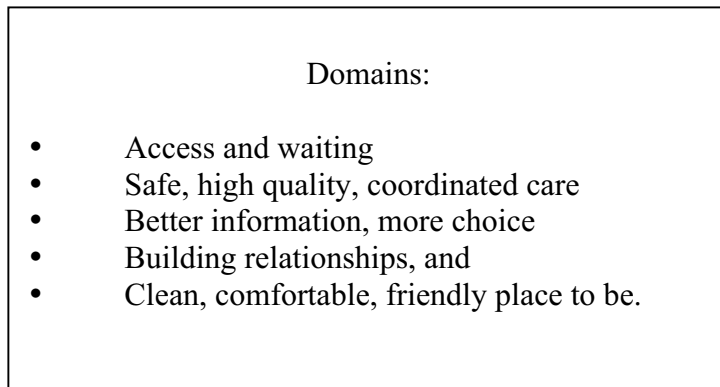 Domains:
• Access and waiting
• Safe, high quality, coordinated care
• Better information, more choice
• Building relationships, and
• Clean, comfortable, friendly place to be.